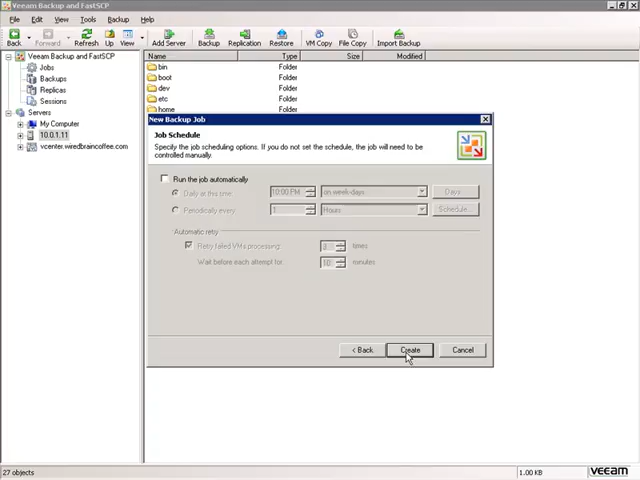 Veeam Backup and FastSCP
File Edit View Tools Backup Help
Back Forward Refresh Up View Add Server Backup Replication Restore VM Copy File Copy Import Backup
Veeam Backup and FastSCP
Jobs
Backups
Replicas
Sessions
Servers
My Computer
10.0.1.11
vcenter.wiredbraincoffee.com
Name Type Size Modified
bin Folder
boot Folder
dev Folder
etc Folder
home Folder
New Backup Job
Job Schedule
Specify the job scheduling options. If you do not set the schedule, the job will need to be
controlled manually.
Run the job automatically
Daily at this time: 10:00 PM on week-days Days
Periodically every: 1 Hours Schedule...
Automatic retry
Retry failed VMs processing: 3 times
Wait before each attempt for: 10 minutes
< Back Create Cancel
27 objects 1.00 KB veeam